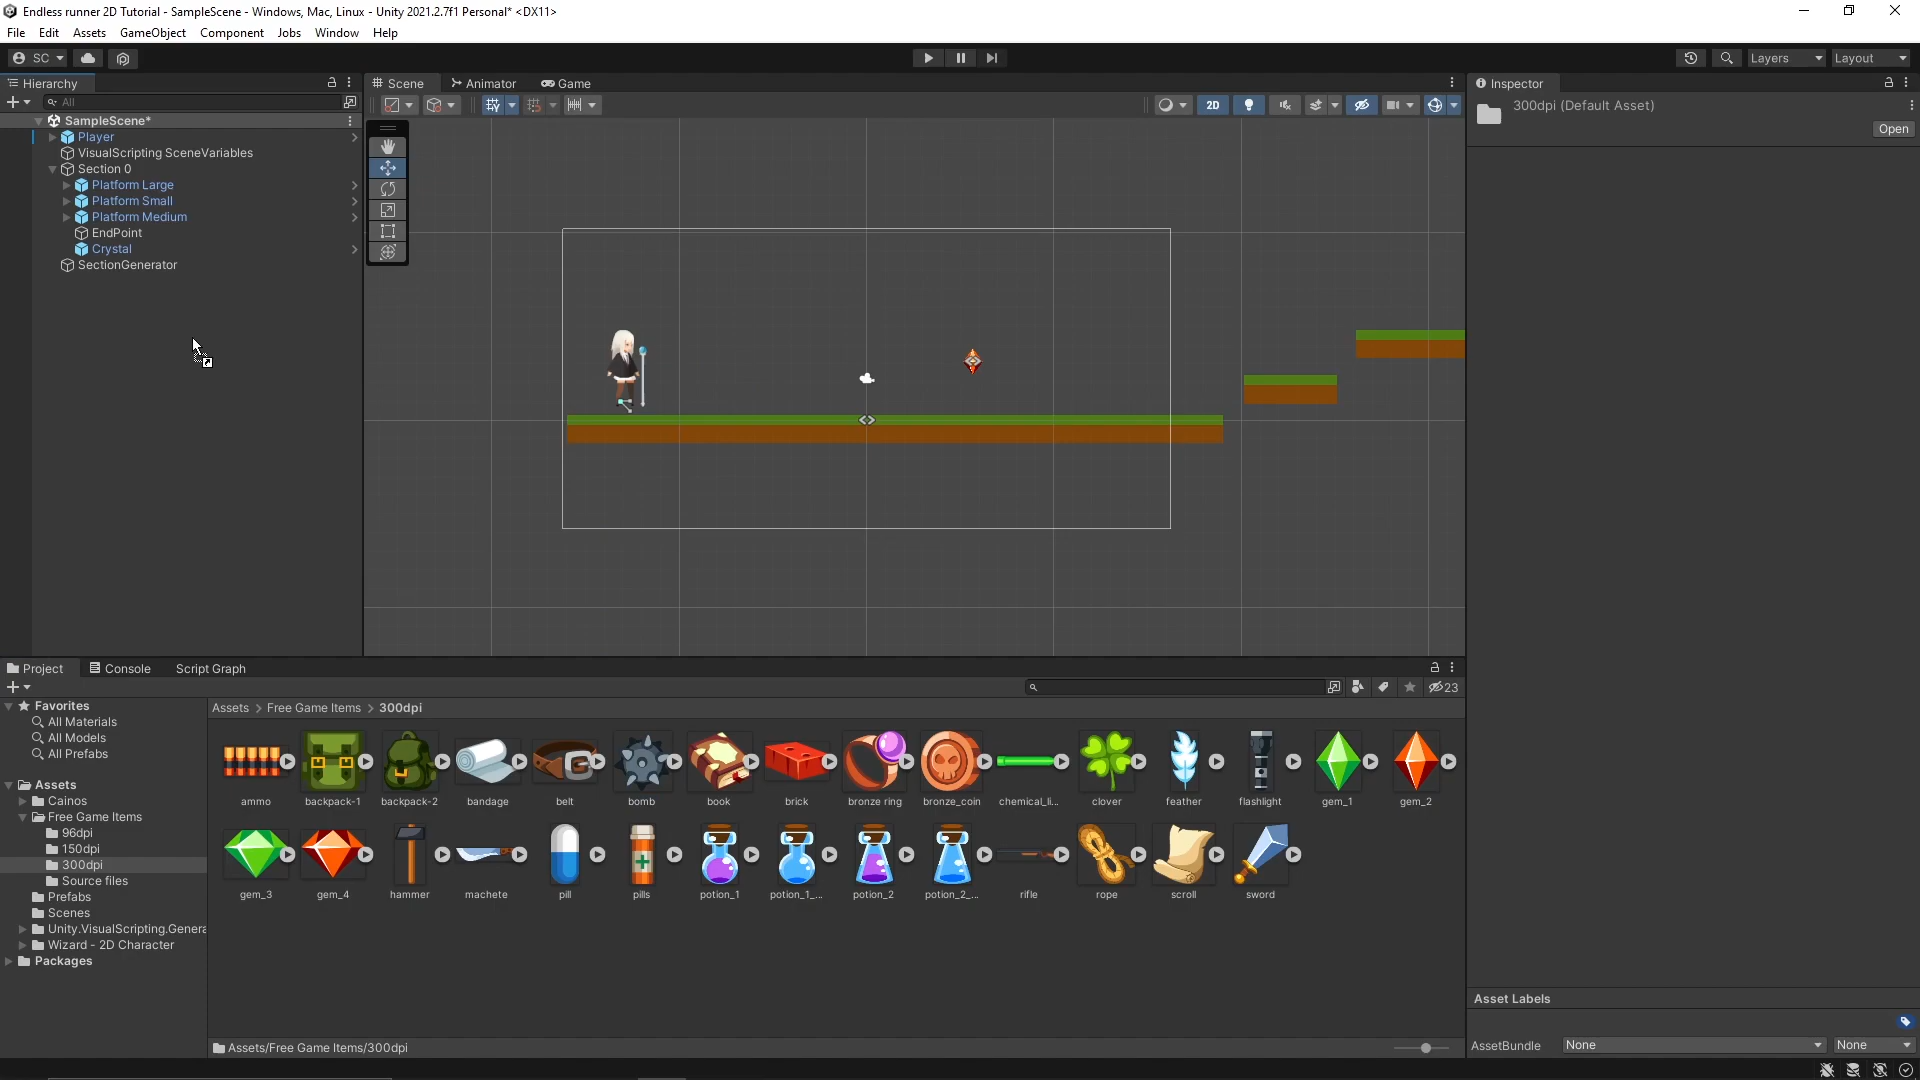 Endless runner 2D Tutorial - SampleScene - Windows, Mac, Linux - Unity 2021.2.7f1 Personal* <DX11>
File Edit Assets GameObject Component Jobs Window Help
SC Layers Layout
Hierarchy Scene Animator Game Inspector
All 2D 300dpi (Default Asset)
Open
SampleScene*
Player
VisualScripting SceneVariables
Section 0
Platform Large
Platform Small
Platform Medium
EndPoint
Crystal
SectionGenerator
Project Console Script Graph
23
Favorites
All Materials
All Models
All Prefabs
Assets
Cainos
Free Game Items
96dpi
150dpi
300dpi
Source files
Prefabs
Scenes
Unity.VisualScripting.Genera
Wizard - 2D Character
Packages
Assets > Free Game Items > 300dpi
ammo backpack-1 backpack-2 bandage belt bomb book brick bronze ring bronze_coin chemical_li... clover feather flashlight gem_1 gem_2
gem_3 gem_4 hammer machete pill pills potion_1 potion_1_... potion_2 potion_2_... rifle rope scroll sword
Assets/Free Game Items/300dpi
Asset Labels
AssetBundle None None